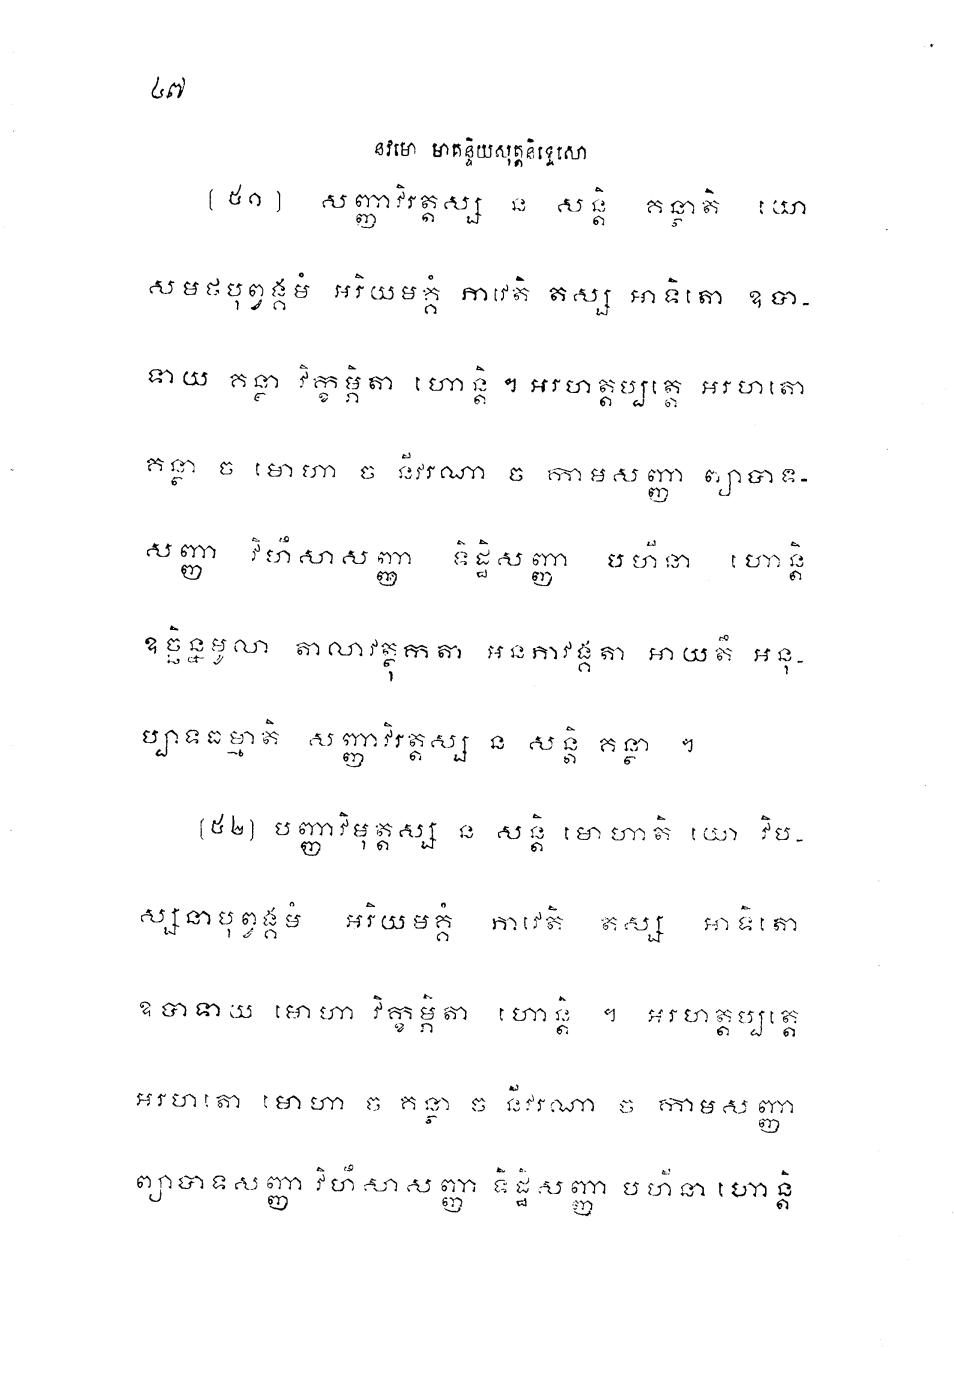 ៤៧
នវមោ មាគន្ទិយសុត្តនិទ្ទេសោ
(៥១) សញ្ញាវិរត្តស្ស ន សន្តិ គន្ថាតិ យោ
សមថបុព្វង្គមំ អរិយមគ្គំ ភាវេតិ តស្ស អាទិតោ ឧបា-
ទាយ គន្ថា វិក្ខម្ភិតា ហោន្តិ ។ អរហត្តប្បត្តេ អរហតោ
គន្ថា ច មោហា ច នីវរណា ច កាមសញ្ញា ព្យាបាទ-
សញ្ញា វិហឹសាសញ្ញា ទិដ្ឋិសញ្ញា បហីនា ហោន្តិ
ឧច្ឆិន្នមូលា តាលាវត្ថុកតា អនភាវង្គតា អាយតឹ អនុ-
ប្បាទធម្មាតិ សញ្ញាវិរត្តស្ស ន សន្តិ គន្ថា ។
(៥២) បញ្ញាវិមុត្តស្ស ន សន្តិ មោហាតិ យោ វិប-
ស្សនាបុព្វង្គមំ អរិយមគ្គំ ភាវេតិ តស្ស អាទិតោ
ឧបាទាយ មោហា វិក្ខម្ភិតា ហោន្តិ ។ អរហត្តប្បត្តេ
អរហតោ មោហា ច គន្ថា ច នីវរណា ច កាមសញ្ញា
ព្យាបាទសញ្ញា វិហឹសាសញ្ញា ទិដ្ឋិសញ្ញា បហីនា ហោន្តិ